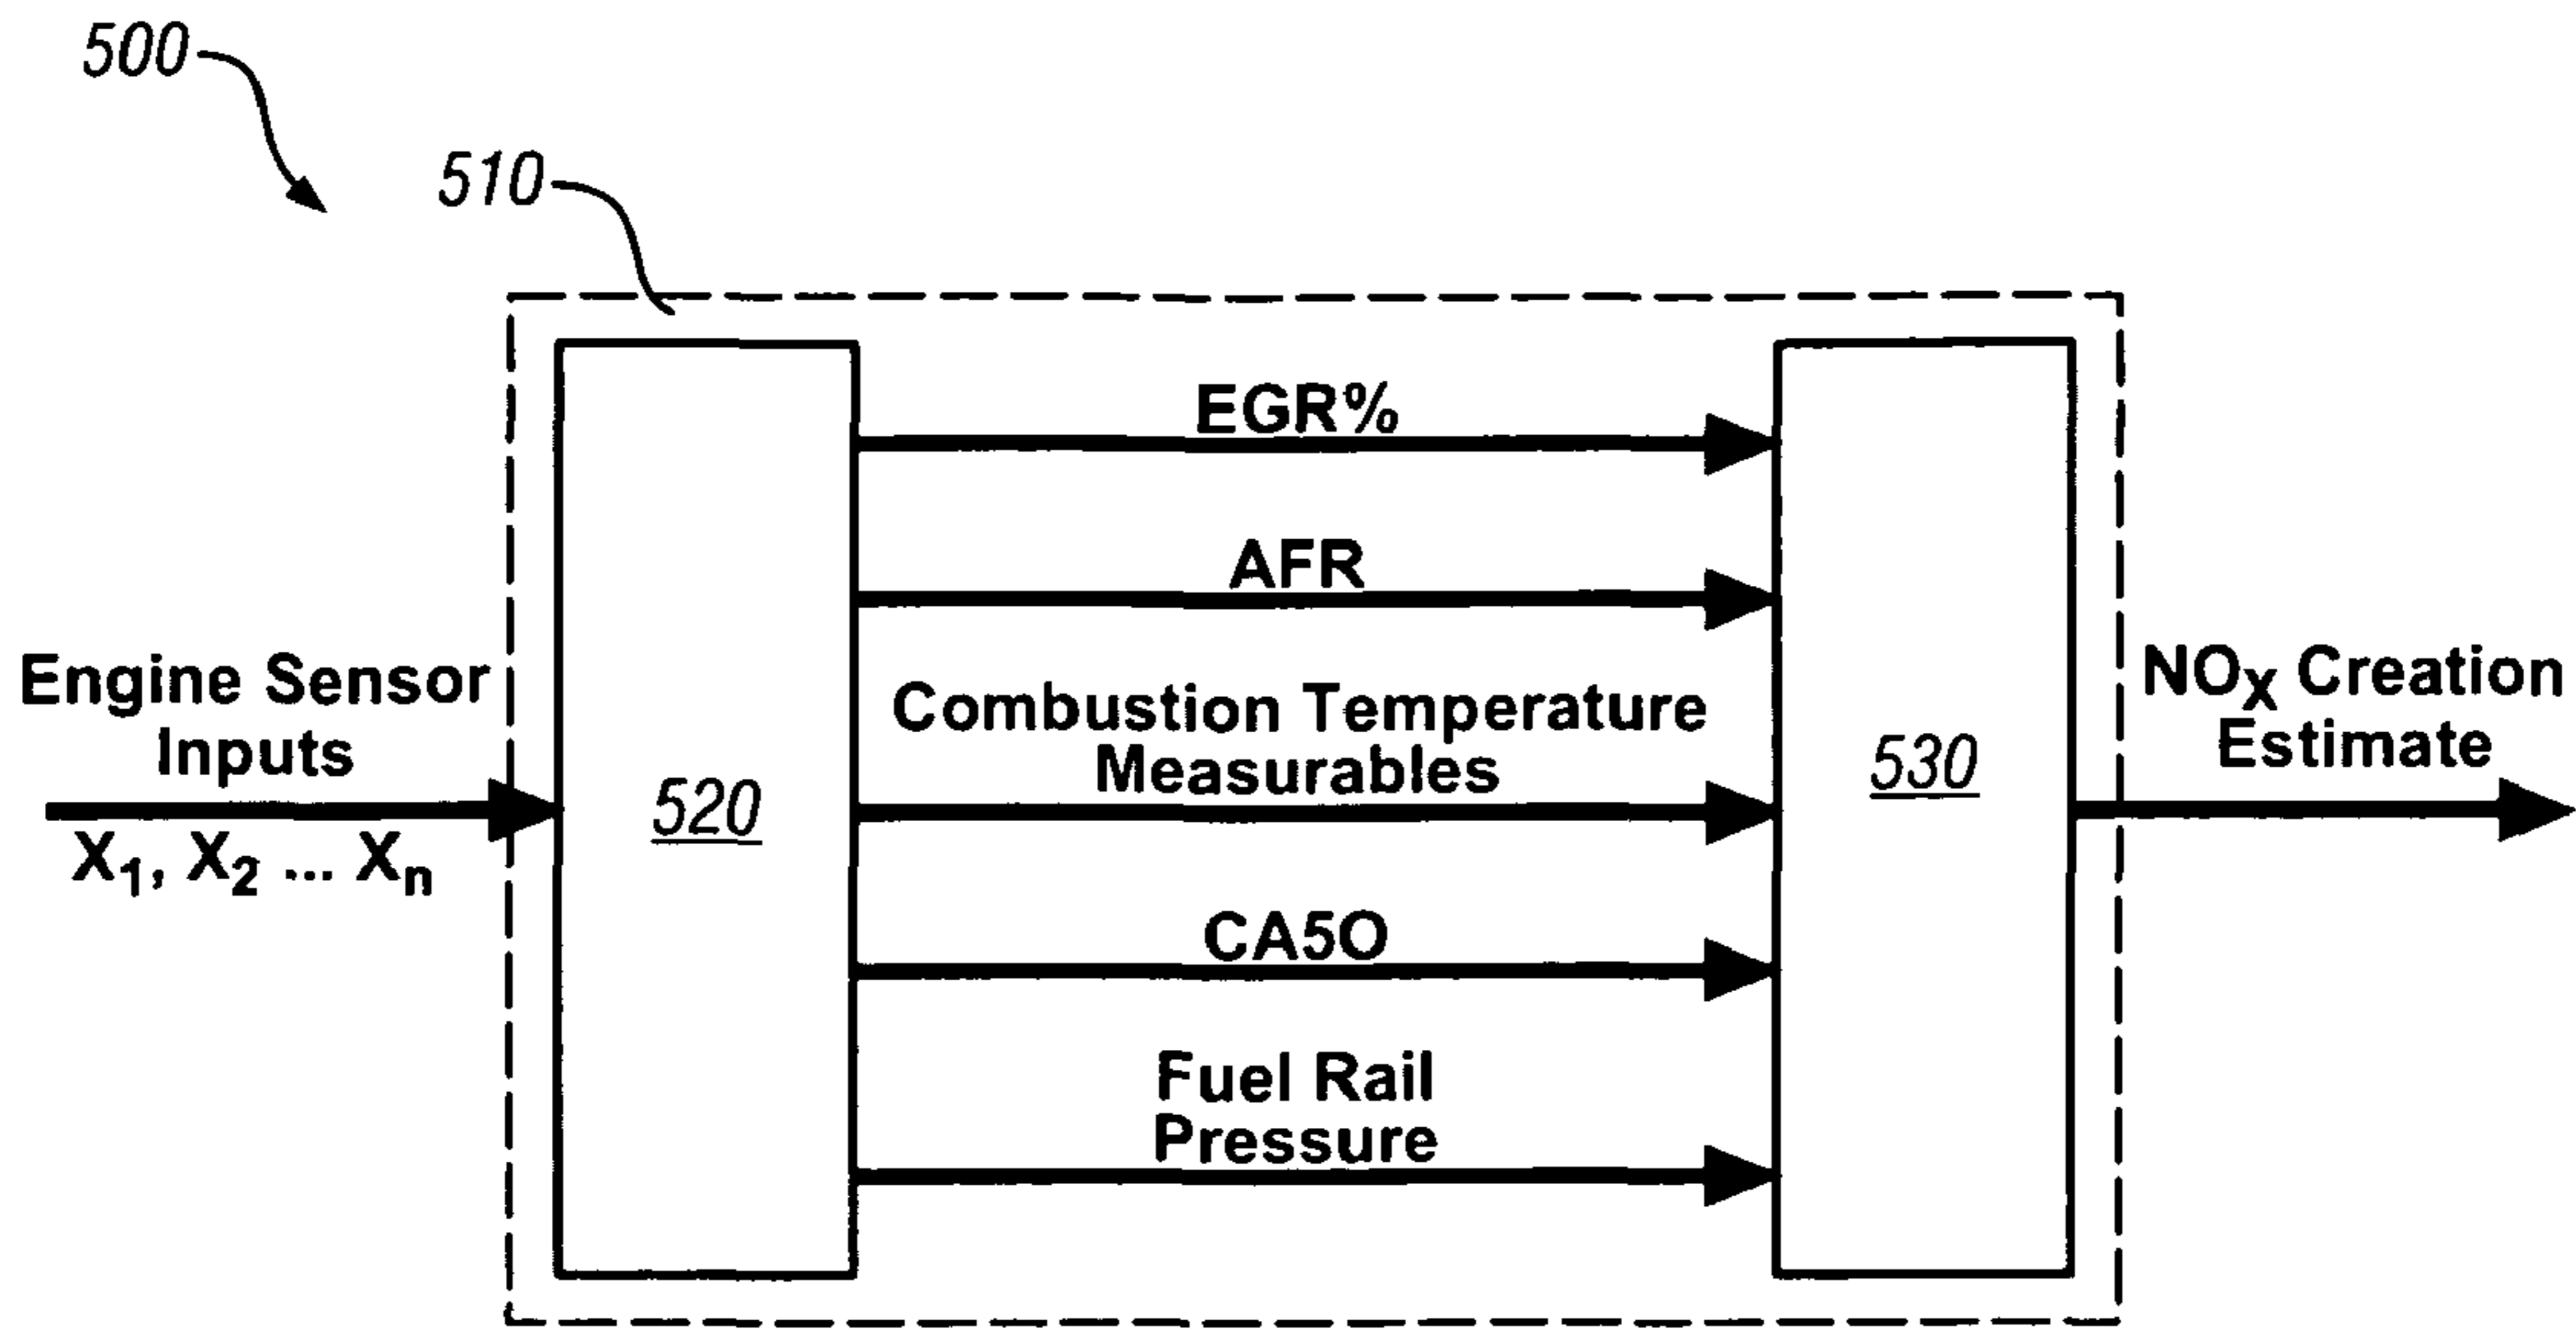 500
510
EGR%
AFR
Engine Sensor
Inputs
X1, X2 ... Xn
Combustion Temperature
Measurables
520
530
NOX Creation
Estimate
CA5O
Fuel Rail
Pressure